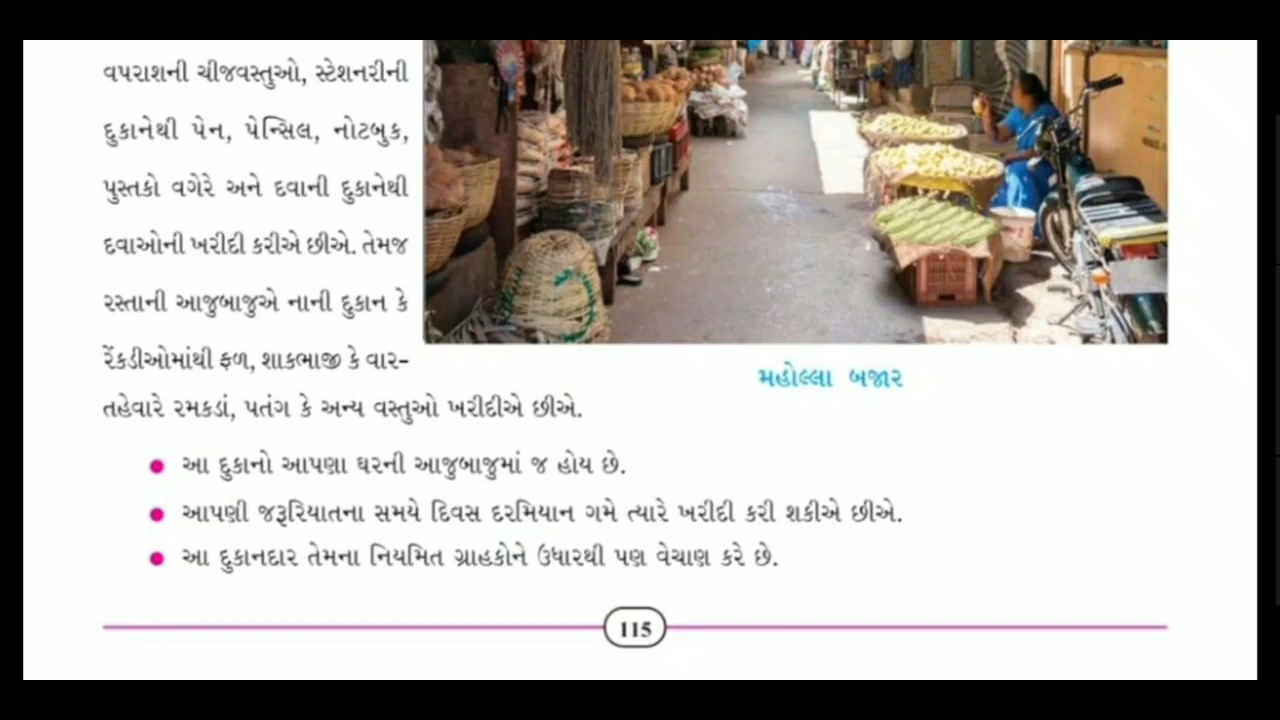 વપરાશની ચીજવસ્તુઓ, સ્ટેશનરીની
દુકાનેથી પેન, પેન્સિલ, નોટબુક,
પુસ્તકો વગેરે અને દવાની દુકાનેથી
દવાઓની ખરીદી કરીએ છીએ. તેમજ
રસ્તાની આજુબાજુએ નાની દુકાન કે
રેંકડીઓમાંથી ફળ, શાકભાજી કે વાર–
તહેવારે રમકડાં, પતંગ કે અન્ય વસ્તુઓ ખરીદીએ છીએ.
મહોલ્લા બજાર
● આ દુકાનો આપણા ઘરની આજુબાજુમાં જ હોય છે.
● આપણી જરૂરિયાતના સમયે દિવસ દરમિયાન ગમે ત્યારે ખરીદી કરી શકીએ છીએ.
● આ દુકાનદાર તેમના નિયમિત ગ્રાહકોને ઉધારથી પણ વેચાણ કરે છે.
115